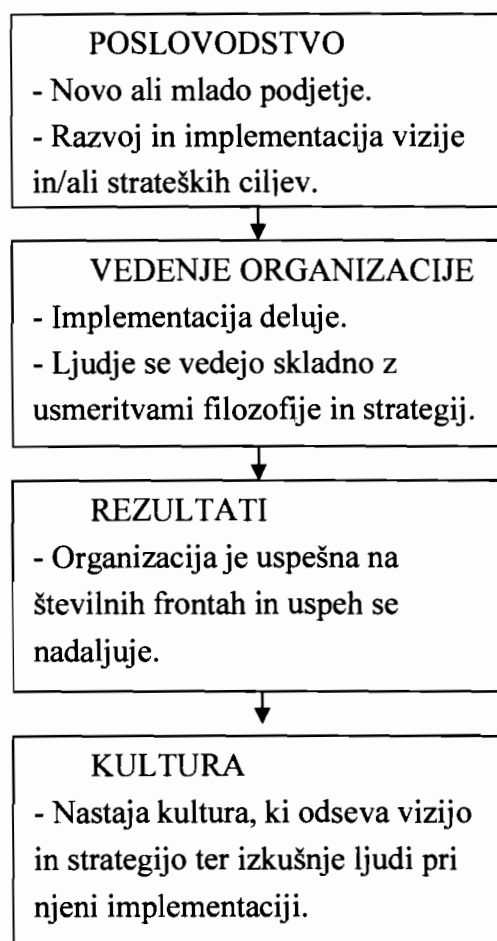 POSLOVODSTVO
- Novo ali mlado podjetje.
- Razvoj in implementacija vizije
in/ali strateških ciljev.
VEDENJE ORGANIZACIJE
- Implementacija deluje.
- Ljudje se vedejo skladno z
usmeritvami filozofije in strategij.
REZULTATI
- Organizacija je uspešna na
številnih frontah in uspeh se
nadaljuje.
KULTURA
- Nastaja kultura, ki odseva vizijo
in strategijo ter izkušnje ljudi pri
njeni implementaciji.